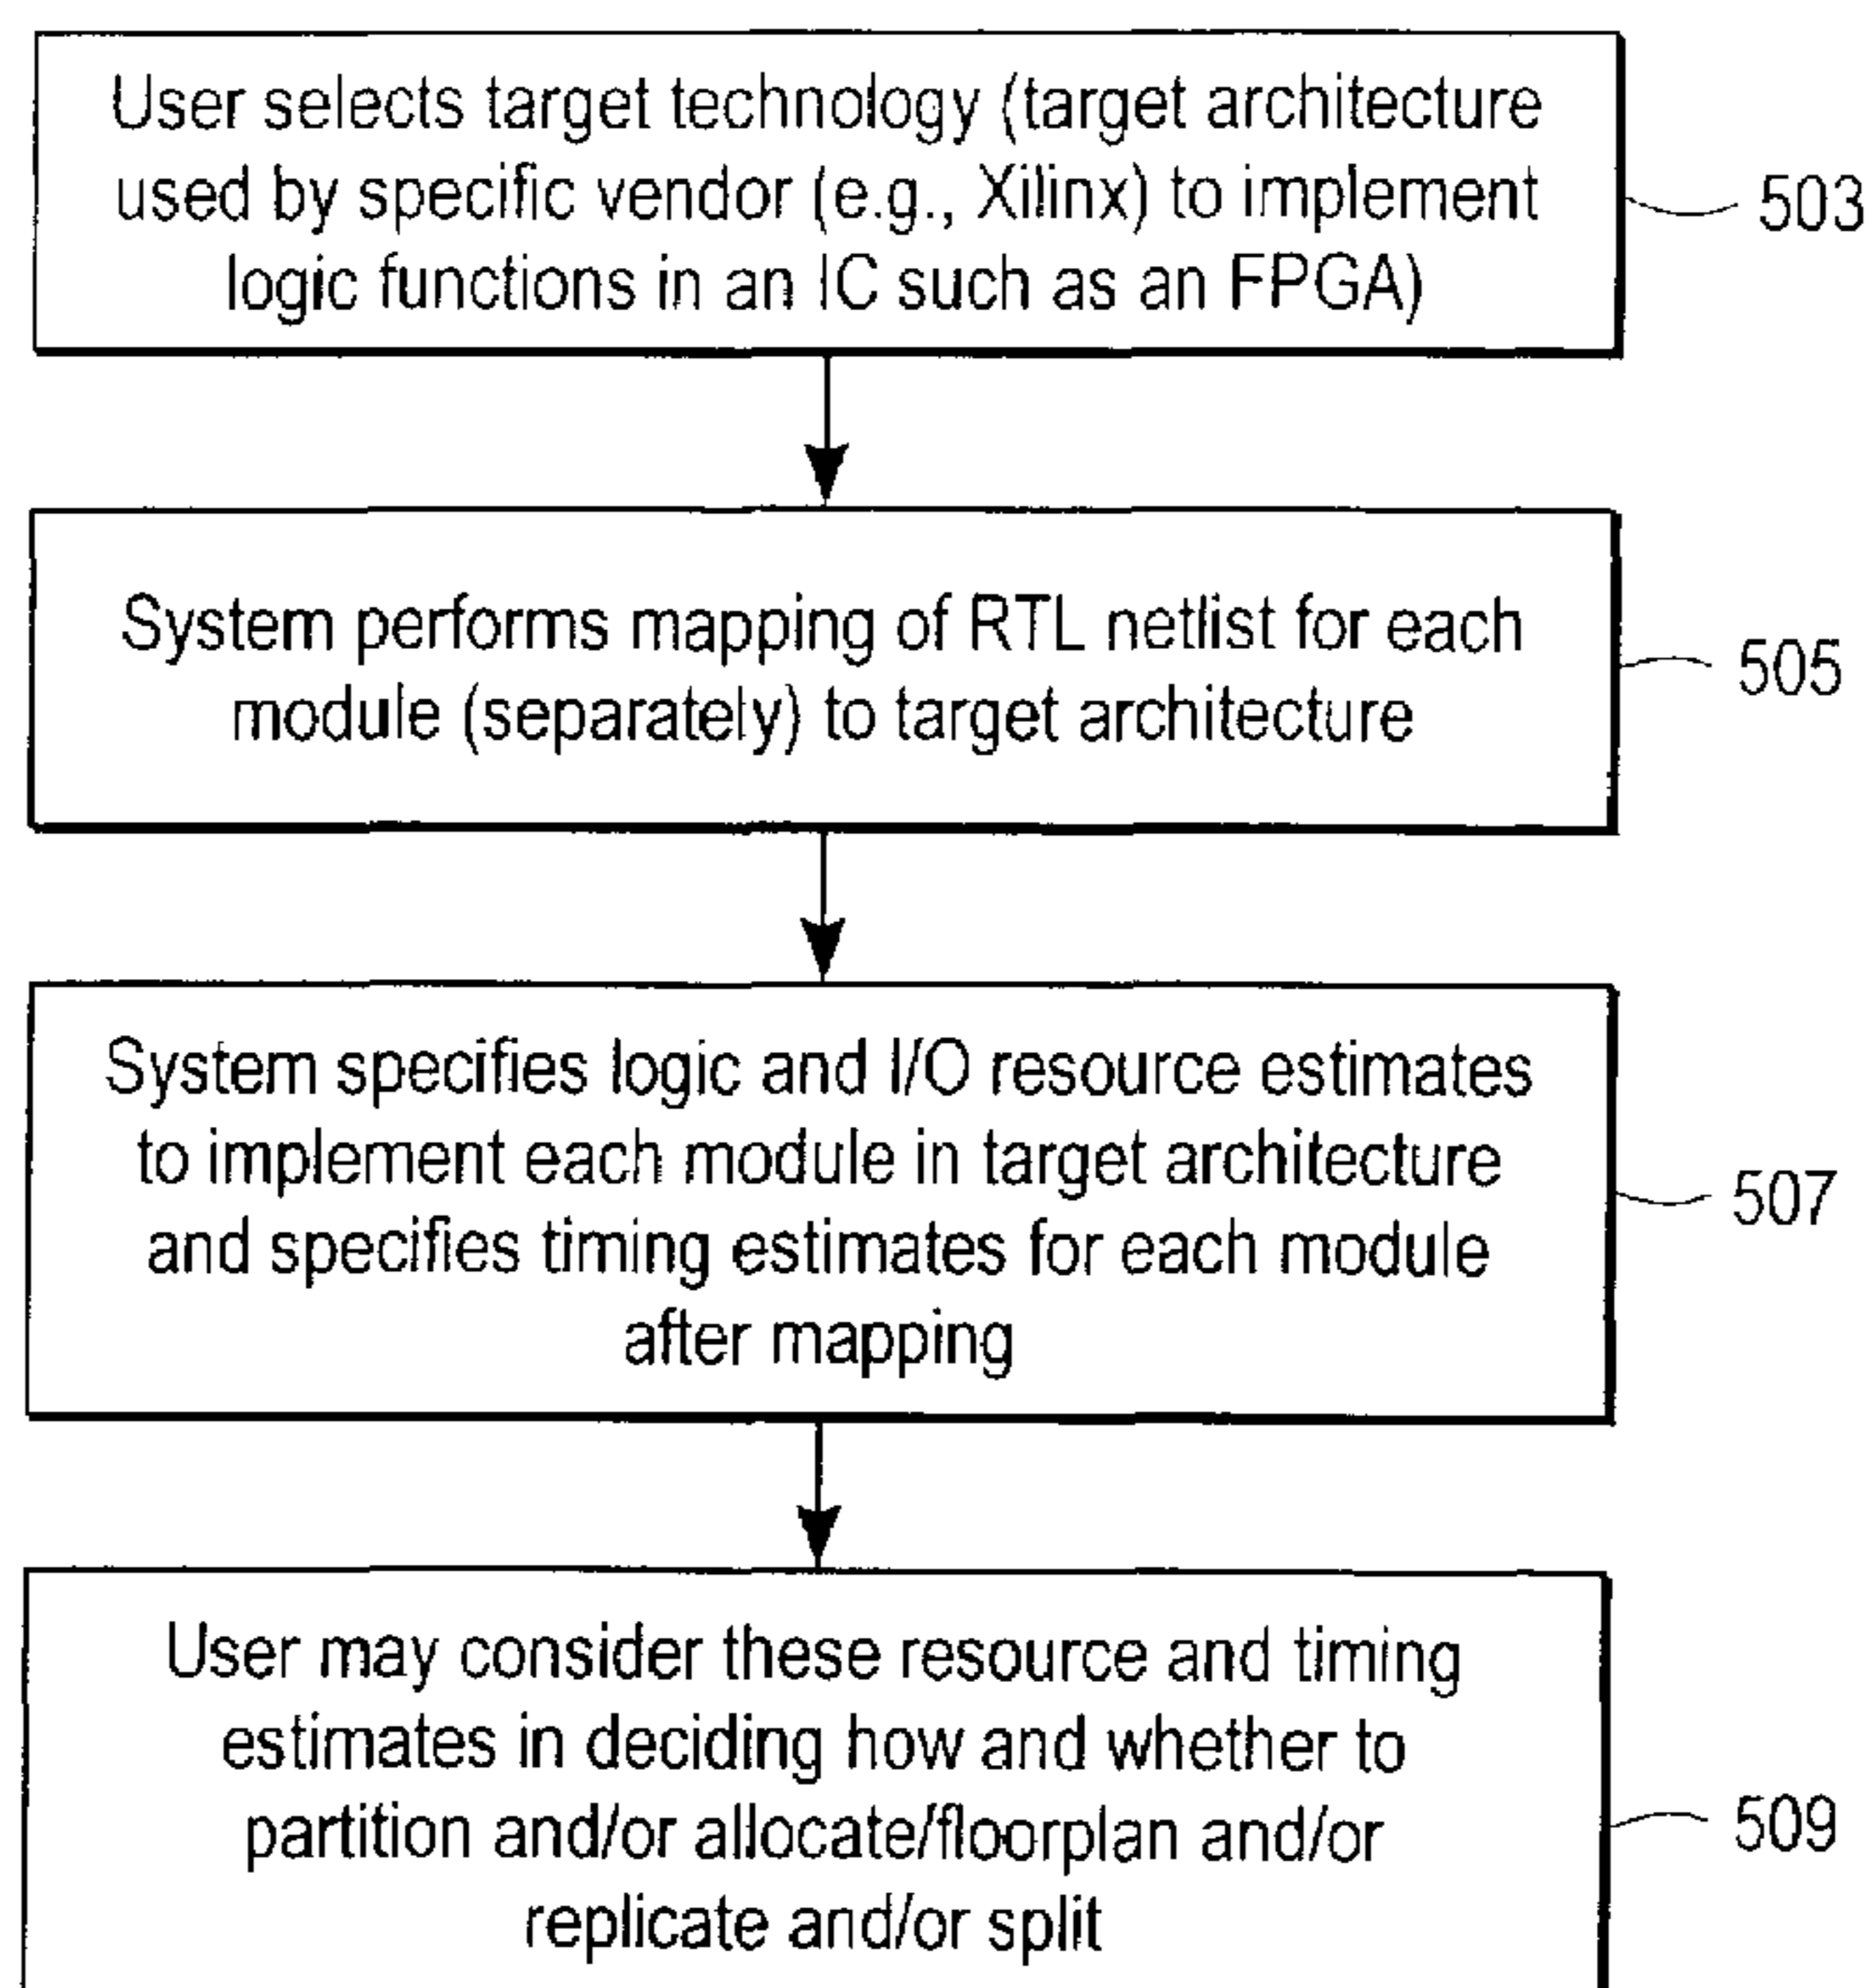 User selects target technology (target architecture
used by specific vendor (e.g., Xilinx) to implement
logic functions in an IC such as an FPGA)
503
System performs mapping of RTL netlist for each
module (separately) to target architecture
505
System specifies logic and I/O resource estimates
to implement each module in target architecture
and specifies timing estimates for each module
after mapping
507
User may consider these resource and timing
estimates in deciding how and whether to
partition and/or allocate/floorplan and/or
replicate and/or split
509